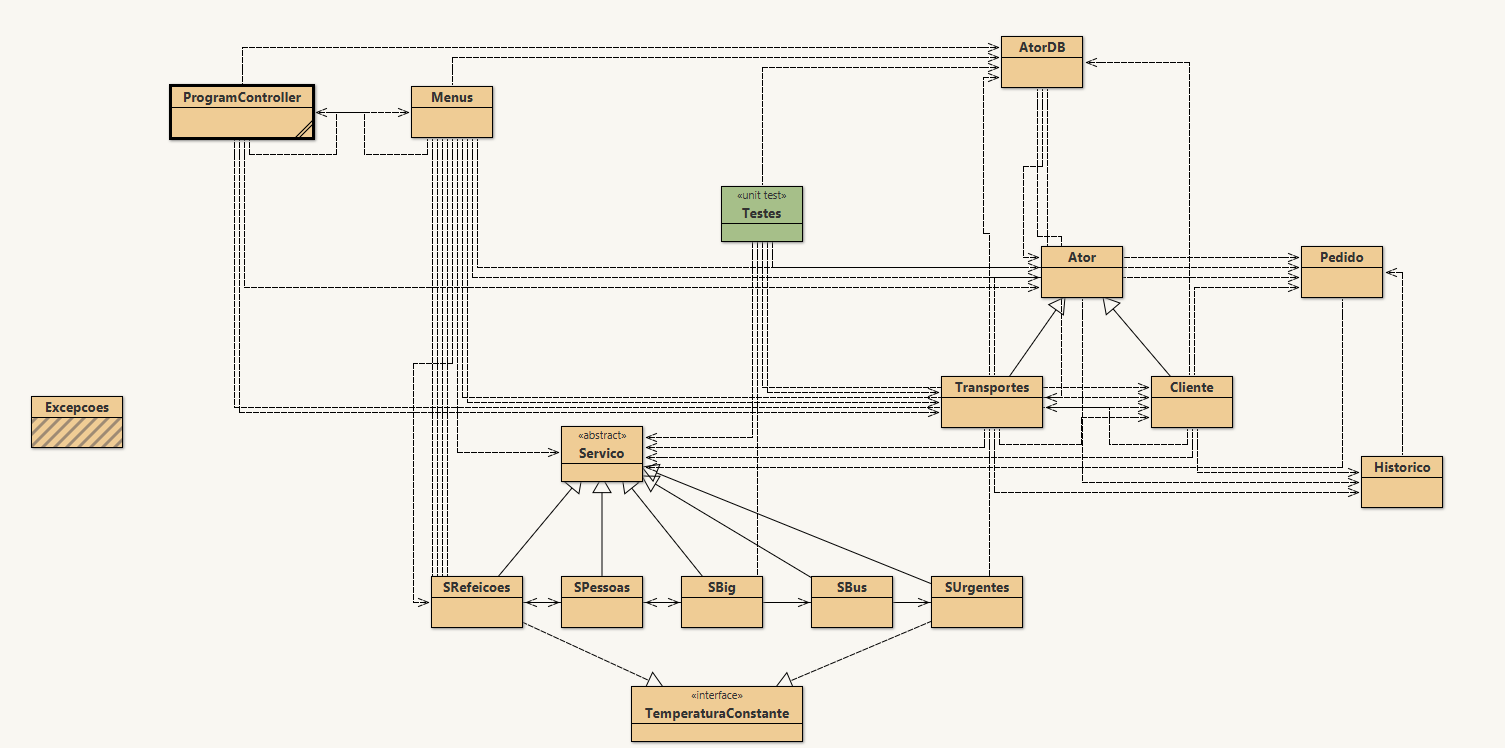 AtorDB
ProgramController
Menus
«unit test»
Testes
Ator
Pedido
Transportes
Cliente
Excepcoes
«abstract»
Servico
Historico
SRefeicoes
SPessoas
SBig
SBus
SUrgentes
«interface»
TemperaturaConstante